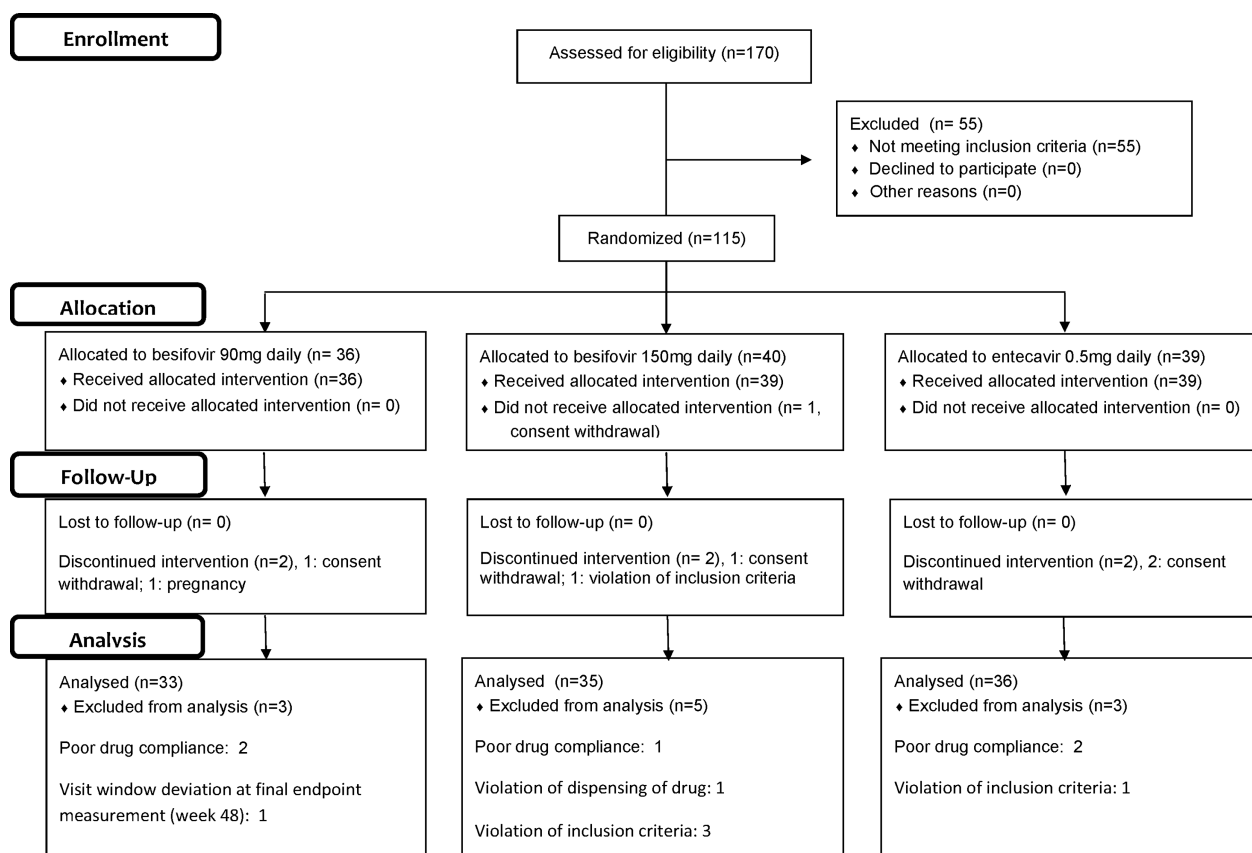 Enrollment
Assessed for eligibility (n=170)
Excluded (n= 55)
♦ Not meeting inclusion criteria (n=55)
♦ Declined to participate (n=0)
♦ Other reasons (n=0)
Randomized (n=115)
Allocation
Allocated to besifovir 90mg daily (n= 36)
♦ Received allocated intervention (n=36)
♦ Did not receive allocated intervention (n= 0)
Allocated to besifovir 150mg daily (n=40)
♦ Received allocated intervention (n=39)
♦ Did not receive allocated intervention (n= 1,
consent withdrawal)
Allocated to entecavir 0.5mg daily (n=39)
♦ Received allocated intervention (n=39)
♦ Did not receive allocated intervention (n= 0)
Follow-Up
Lost to follow-up (n= 0)
Discontinued intervention (n=2), 1: consent
withdrawal; 1: pregnancy
Lost to follow-up (n= 0)
Discontinued intervention (n= 2), 1: consent
withdrawal; 1: violation of inclusion criteria
Lost to follow-up (n= 0)
Discontinued intervention (n=2), 2: consent
withdrawal
Analysis
Analysed (n=33)
♦ Excluded from analysis (n=3)
Poor drug compliance: 2
Visit window deviation at final endpoint
measurement (week 48): 1
Analysed (n=35)
♦ Excluded from analysis (n=5)
Poor drug compliance: 1
Violation of dispensing of drug: 1
Violation of inclusion criteria: 3
Analysed (n=36)
♦ Excluded from analysis (n=3)
Poor drug compliance: 2
Violation of inclusion criteria: 1